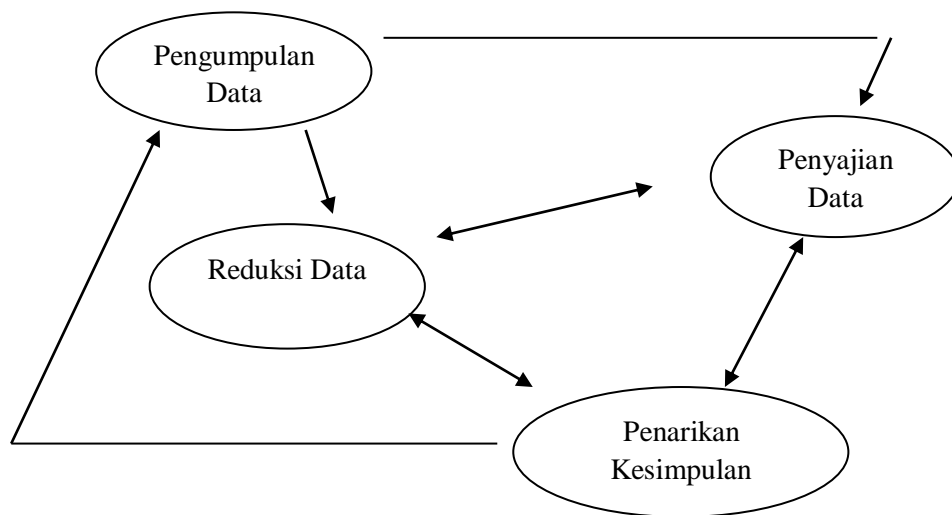 Pengumpulan
Data
Penyajian
Data
Reduksi Data
Penarikan
Kesimpulan